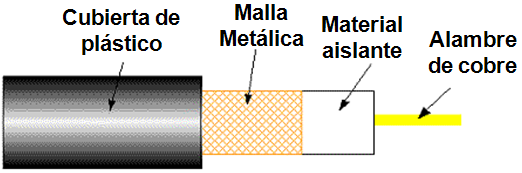 Cubierta de
plástico
Malla
Metálica
Material
aislante
Alambre
de cobre